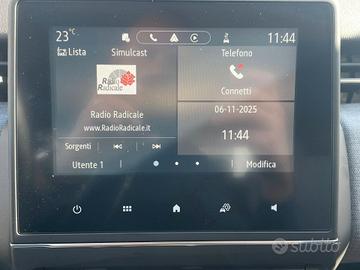 23°C
11:44
Lista
Simulcast
Telefono
Radio Radicale
Connetti
Radio Radicale
www.RadioRadicale.it
06-11-2025
11:44
Sorgenti
Utente 1
Modifica
subito